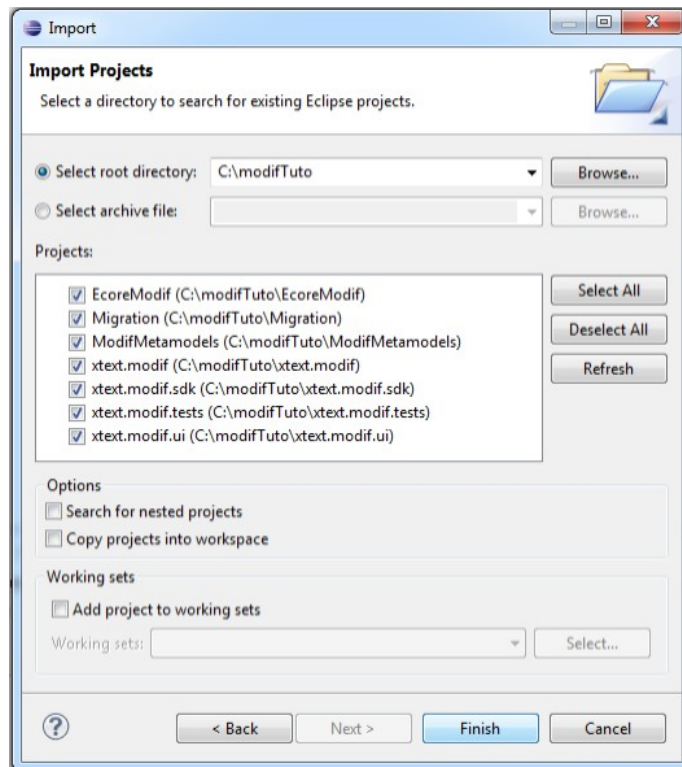 Import
Import Projects
Select a directory to search for existing Eclipse projects.
Select root directory: C:\modifTuto Browse...
Select archive file: Browse...
Projects:
EcoreModif (C:\modifTuto\EcoreModif)
Migration (C:\modifTuto\Migration)
ModifMetamodels (C:\modifTuto\ModifMetamodels)
xtext.modif (C:\modifTuto\xtext.modif)
xtext.modif.sdk (C:\modifTuto\xtext.modif.sdk)
xtext.modif.tests (C:\modifTuto\xtext.modif.tests)
xtext.modif.ui (C:\modifTuto\xtext.modif.ui)
Select All
Deselect All
Refresh
Options
Search for nested projects
Copy projects into workspace
Working sets
Add project to working sets
Working sets: Select...
? < Back Next > Finish Cancel